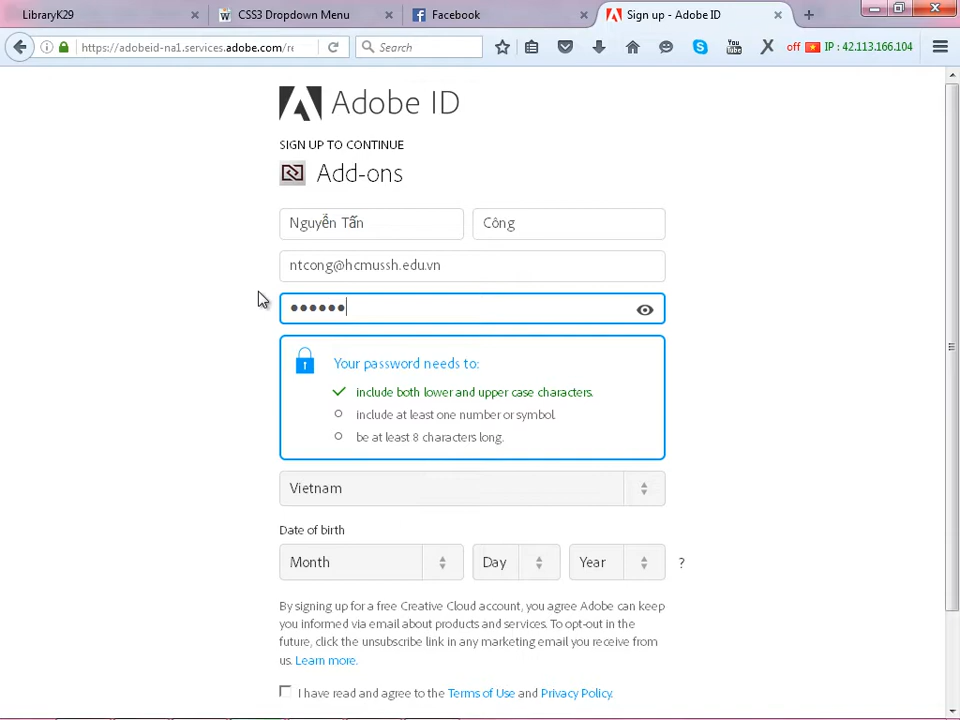 LibraryK29
CSS3 Dropdown Menu
Facebook
Sign up - Adobe ID
https://adobeid-na1.services.adobe.com/re
Search
You Tube
off
IP : 42.113.166.104
Adobe ID
SIGN UP TO CONTINUE
Add-ons
Nguyễn Tấn
Công
ntcong@hcmussh.edu.vn
Your password needs to:
include both lower and upper case characters.
include at least one number or symbol.
be at least 8 characters long.
Vietnam
Date of birth
Month
Day
Year
?
By signing up for a free Creative Cloud account, you agree Adobe can keep
you informed via email about products and services. To opt-out in the
future, click the unsubscribe link in any marketing email you receive from
us. Learn more.
I have read and agree to the Terms of Use and Privacy Policy.